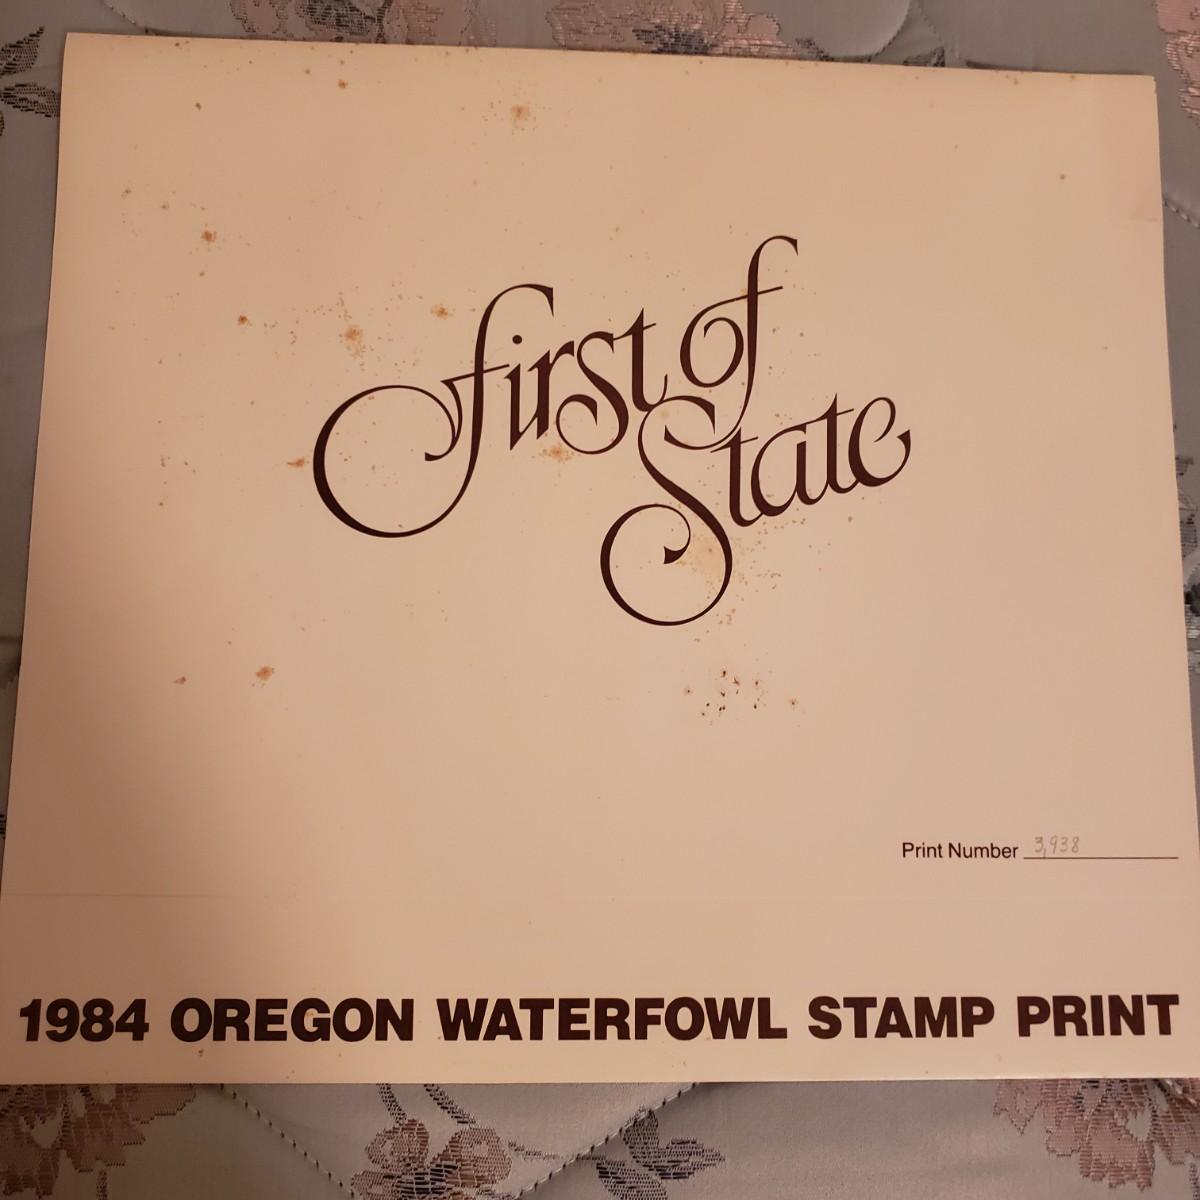 First of
State
Print Number 3,938
1984 OREGON WATERFOWL STAMP PRINT